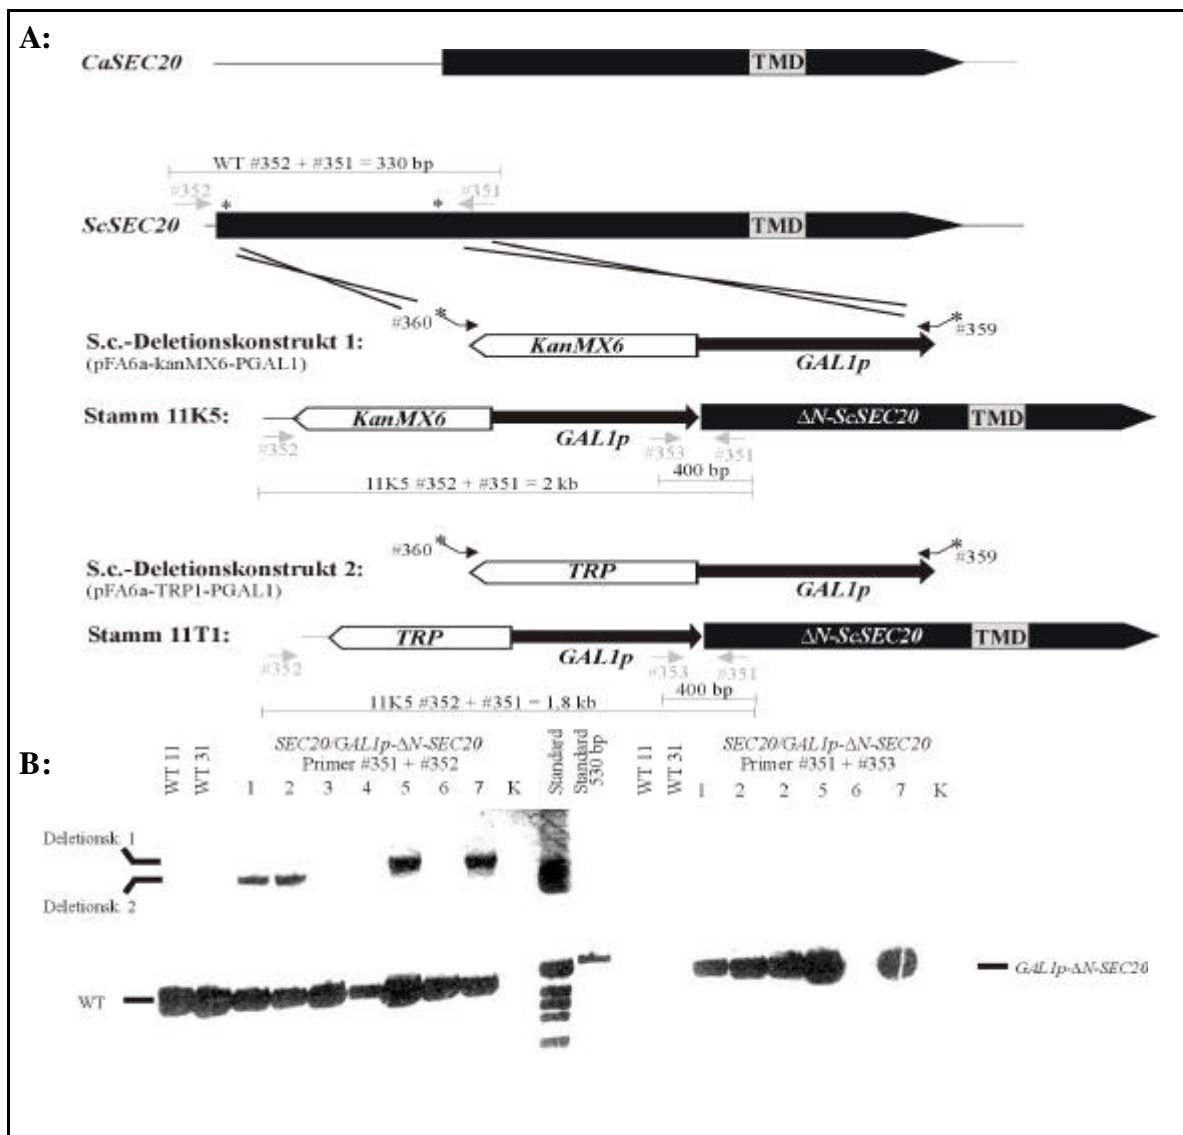 A:
CaSEC20
TMD
WT #352 + #351 = 330 bp
#352
#351
*
*
ScSEC20
TMD
#360
*
*
#359
S.c.-Deletionskonstrukt 1:
(pFA6a-kanMX6-PGAL1)
KanMX6
GAL1p
Stamm 11K5:
KanMX6
GAL1p
ΔN-ScSEC20
TMD
#352
#353
#351
400 bp
11K5 #352 + #351 = 2 kb
#360
*
*
#359
S.c.-Deletionskonstrukt 2:
(pFA6a-TRP1-PGAL1)
TRP
GAL1p
Stamm 11T1:
TRP
GAL1p
ΔN-ScSEC20
TMD
#352
#353
#351
400 bp
11K5 #352 + #351 = 1,8 kb
B:
WT 11
WT 31
SEC20/GAL1p-ΔN-SEC20
Primer #351 + #352
1 2 3 4 5 6 7 K
Standard
Standard
530 bp
WT 11
WT 31
SEC20/GAL1p-ΔN-SEC20
Primer #351 + #353
1 2 2 5 6 7 K
Deletionsk. 1
Deletionsk. 2
WT
GAL1p-ΔN-SEC20